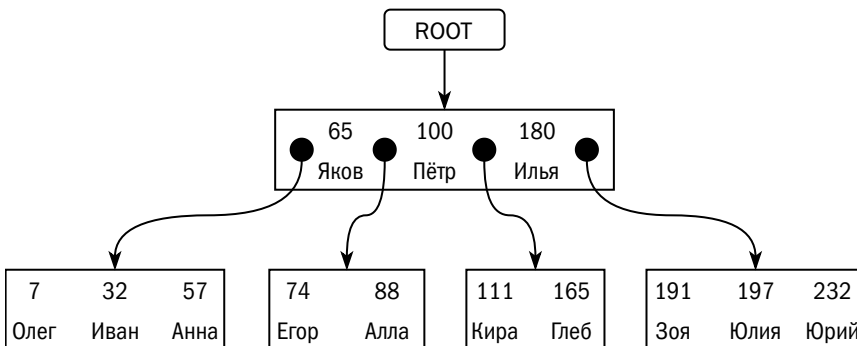 ROOT
65 100 180
Яков Пётр Илья
7 32 57 74 88 111 165 191 197 232
Олег Иван Анна Егор Алла Кира Глеб Зоя Юлия Юрий